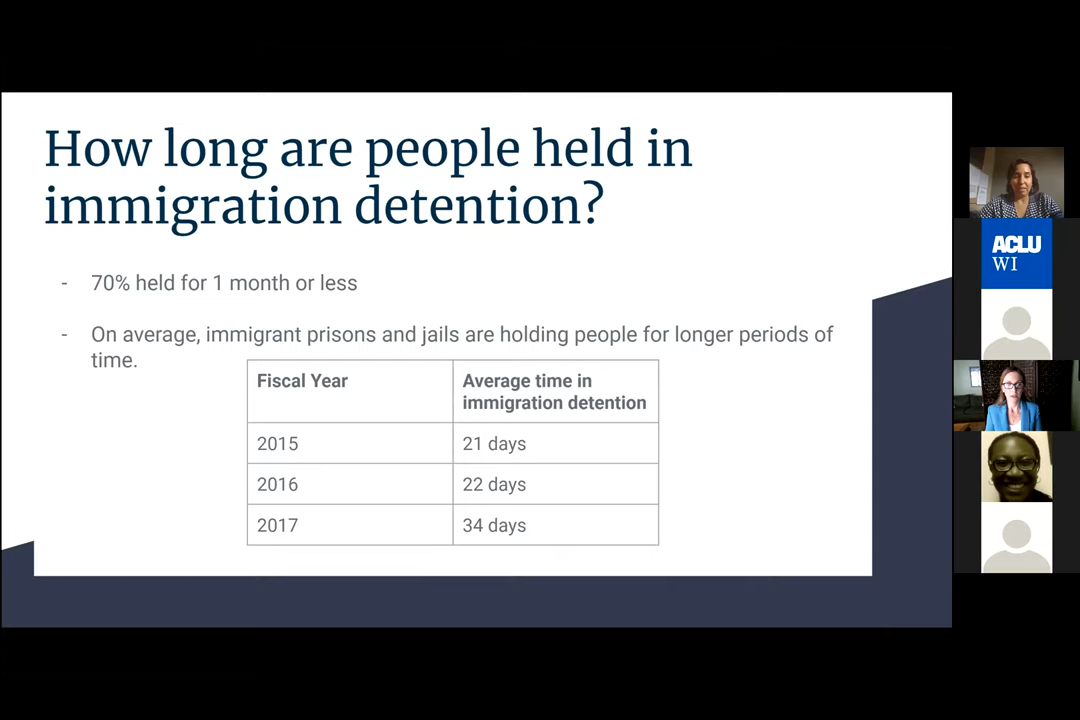 How long are people held in
immigration detention?
- 70% held for 1 month or less
- On average, immigrant prisons and jails are holding people for longer periods of
time.
Fiscal Year
Average time in
immigration detention
2015
21 days
2016
22 days
2017
34 days
ACLU
WI